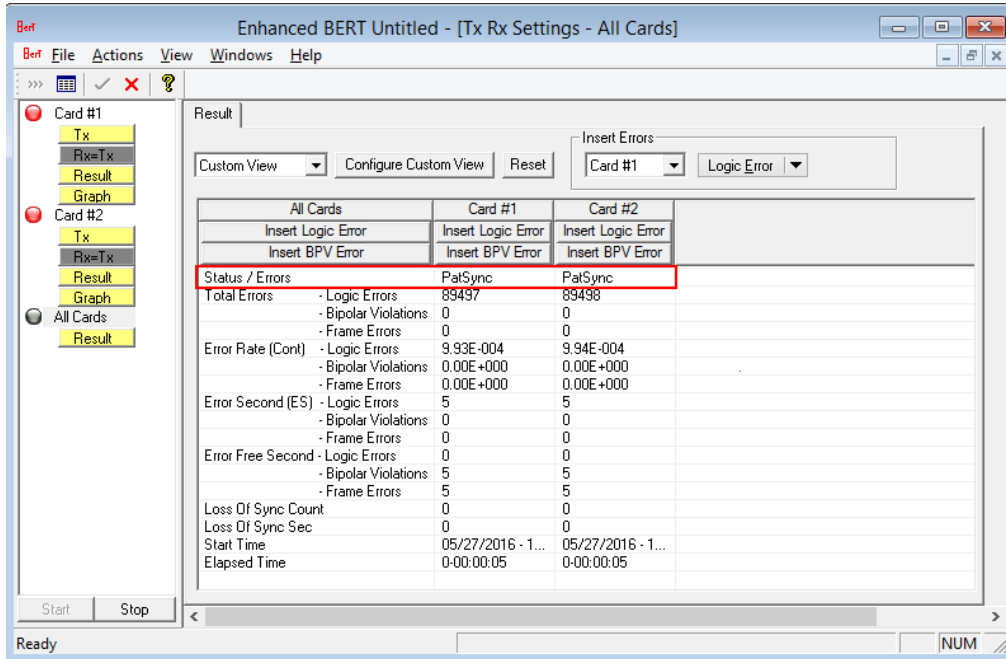 BerT Enhanced BERT Untitled - [Tx Rx Settings - All Cards]
BerT File Actions View Windows Help
Card #1
Tx
Rx=Tx
Result
Graph
Card #2
Tx
Rx=Tx
Result
Graph
All Cards
Result
Start Stop
Result
Insert Errors
Custom View Configure Custom View Reset Card #1 Logic Error
All Cards Card #1 Card #2
Insert Logic Error Insert Logic Error Insert Logic Error
Insert BPV Error Insert BPV Error Insert BPV Error
Status / Errors PatSync PatSync
Total Errors - Logic Errors 89497 89498
- Bipolar Violations 0 0
- Frame Errors 0 0
Error Rate (Cont) - Logic Errors 9.93E-004 9.94E-004
- Bipolar Violations 0.00E+000 0.00E+000
- Frame Errors 0.00E+000 0.00E+000
Error Second (ES) - Logic Errors 5 5
- Bipolar Violations 0 0
- Frame Errors 0 0
Error Free Second - Logic Errors 0 0
- Bipolar Violations 5 5
- Frame Errors 5 5
Loss Of Sync Count 0 0
Loss Of Sync Sec 0 0
Start Time 05/27/2016 - 1... 05/27/2016 - 1...
Elapsed Time 0-00:00:05 0-00:00:05
Ready NUM